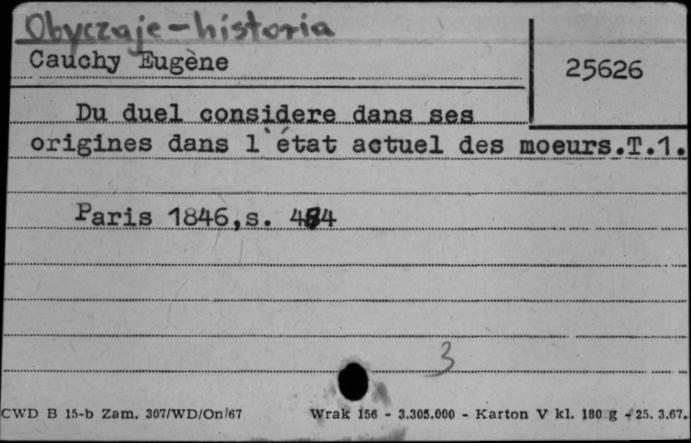 Obyczaje-historia
Cauchy Eugène
25626
Du duel considere dans ses
origines dans l'état actuel des moeurs.T.1.
Paris 1846,s. 484
3
CWD B 15-b Zam. 307/WD/On/67
Wrak 156 - 3.305.000 - Karton V kl. 180 g - 25. 3.67.